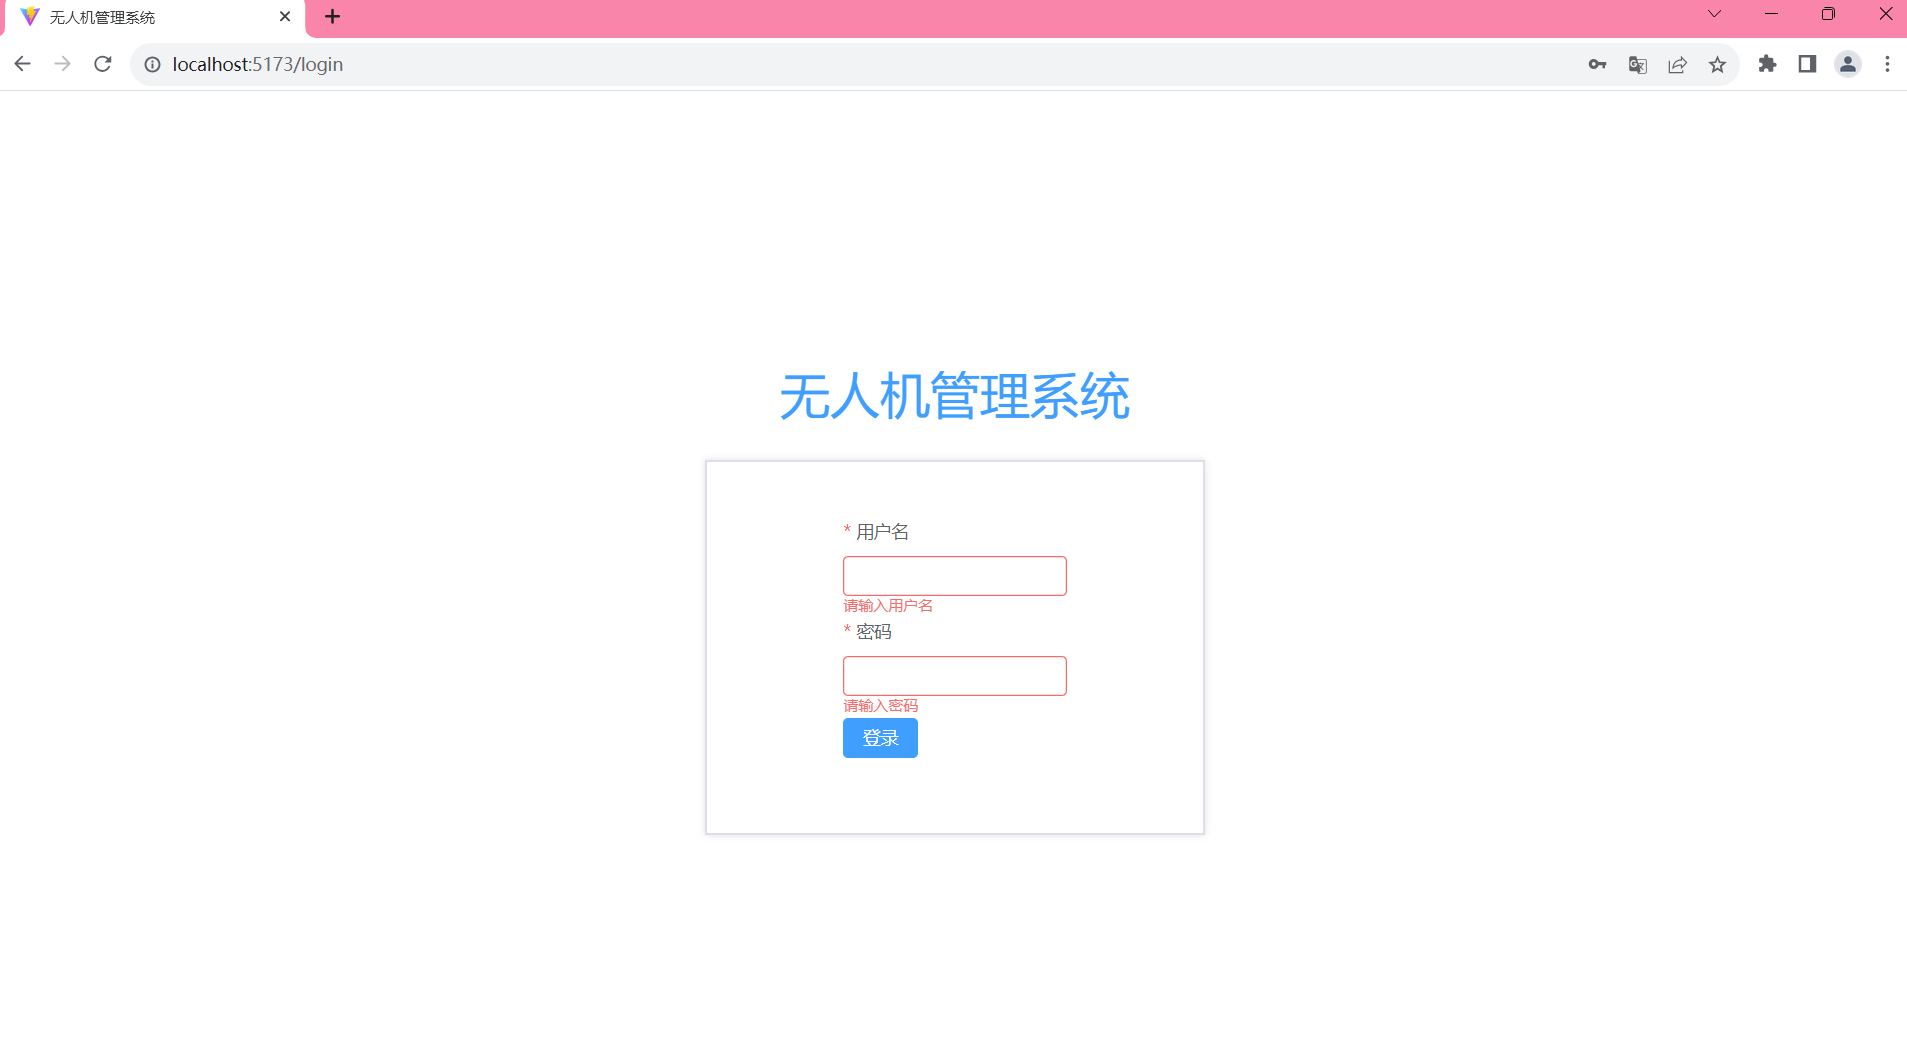 无人机管理系统
localhost:5173/login
无人机管理系统
* 用户名
请输入用户名
* 密码
请输入密码
登录